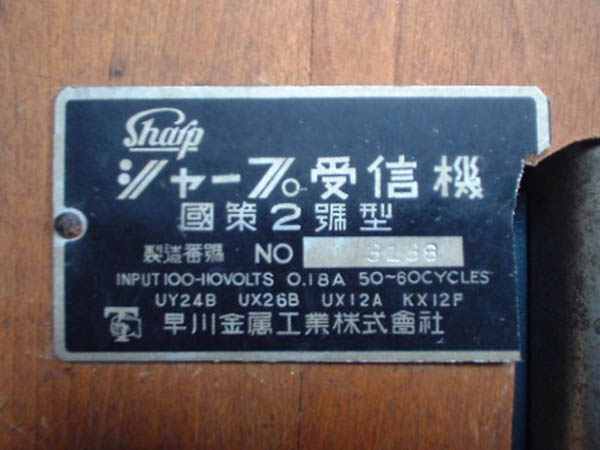 Sharp
シャープ受信機
國策2號型
製造番號 NO 3138
INPUT 100-110VOLTS 0.18A 50~60CYCLES
UY24B UX26B UX12A KX12F
早川金属工業株式會社